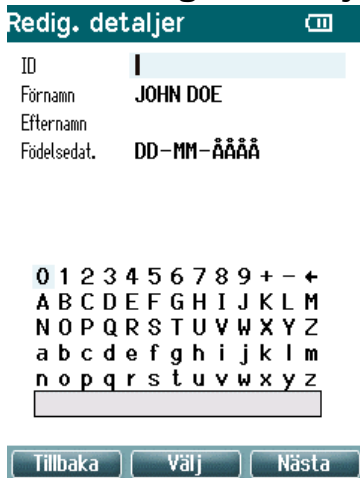 Redig. detaljer
ID
Förnamn JOHN DOE
Efternamn
Födelsedat. DD-MM-ÅÅÅÅ
0 1 2 3 4 5 6 7 8 9 + - ←
A B C D E F G H I J K L M
N O P Q R S T U V W X Y Z
a b c d e f g h i j k l m
n o p q r s t u v w x y z
Tillbaka Välj Nästa